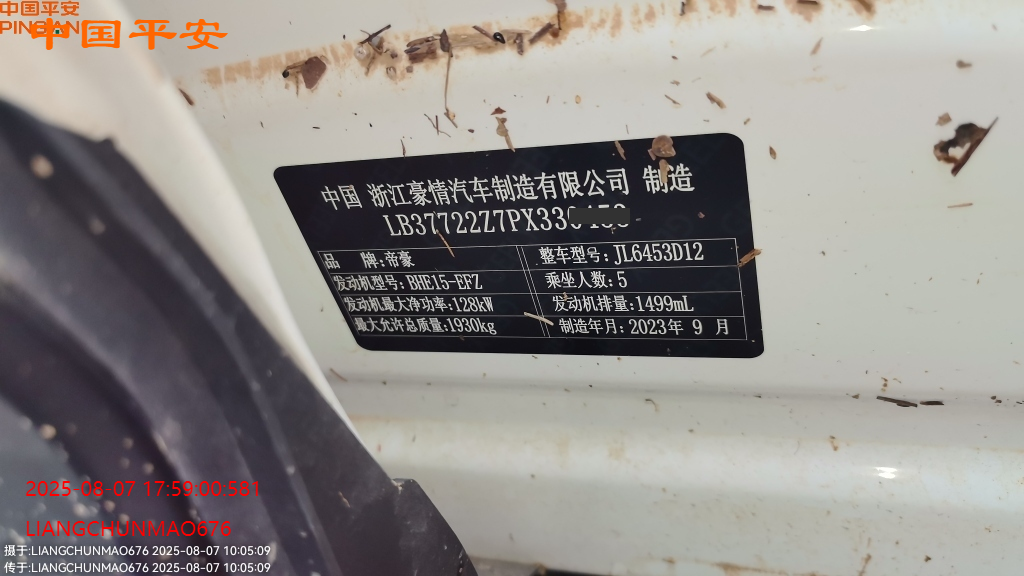 中国平安
PINGAN
中国平安
中国 浙江豪情汽车制造有限公司 制造
LB37722Z7PX33
品 牌:帝豪 整车型号:JL6453D12
发动机型号:BHE15-EFZ 乘坐人数:5
发动机最大净功率:128kW 发动机排量:1499mL
最大允许总质量:1930kg 制造年月:2023年 9 月
2025-08-07 17:59:00:581
LIANGCHUNMAO676
摄于:LIANGCHUNMAO676 2025-08-07 10:05:09
传于:LIANGCHUNMAO676 2025-08-07 10:05:09